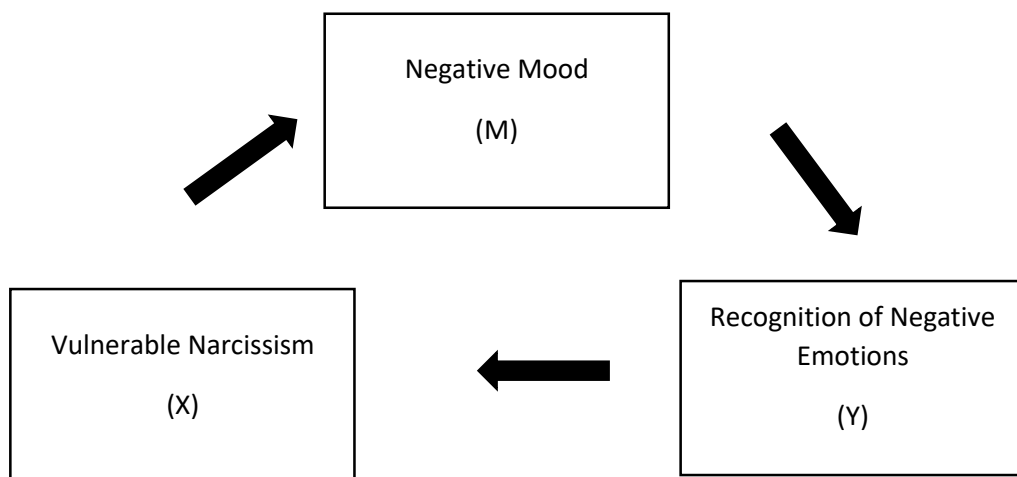 Negative Mood
(M)
Vulnerable Narcissism
(X)
Recognition of Negative
Emotions
(Y)